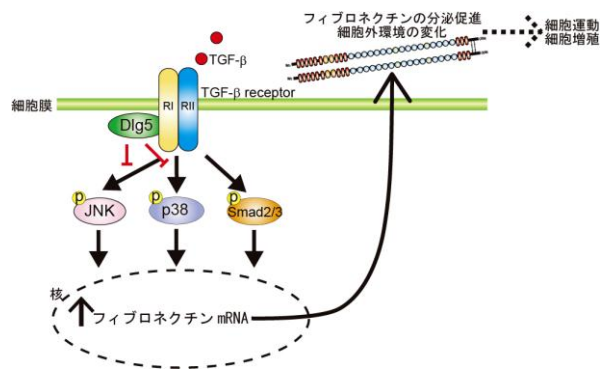 フィブロネクチンの分泌促進
細胞外環境の変化
細胞運動
細胞増殖
TGF-β
TGF-β receptor
細胞膜
RI
RII
Dlg5
p
JNK
p
p38
p
Smad2/3
核
フィブロネクチン mRNA